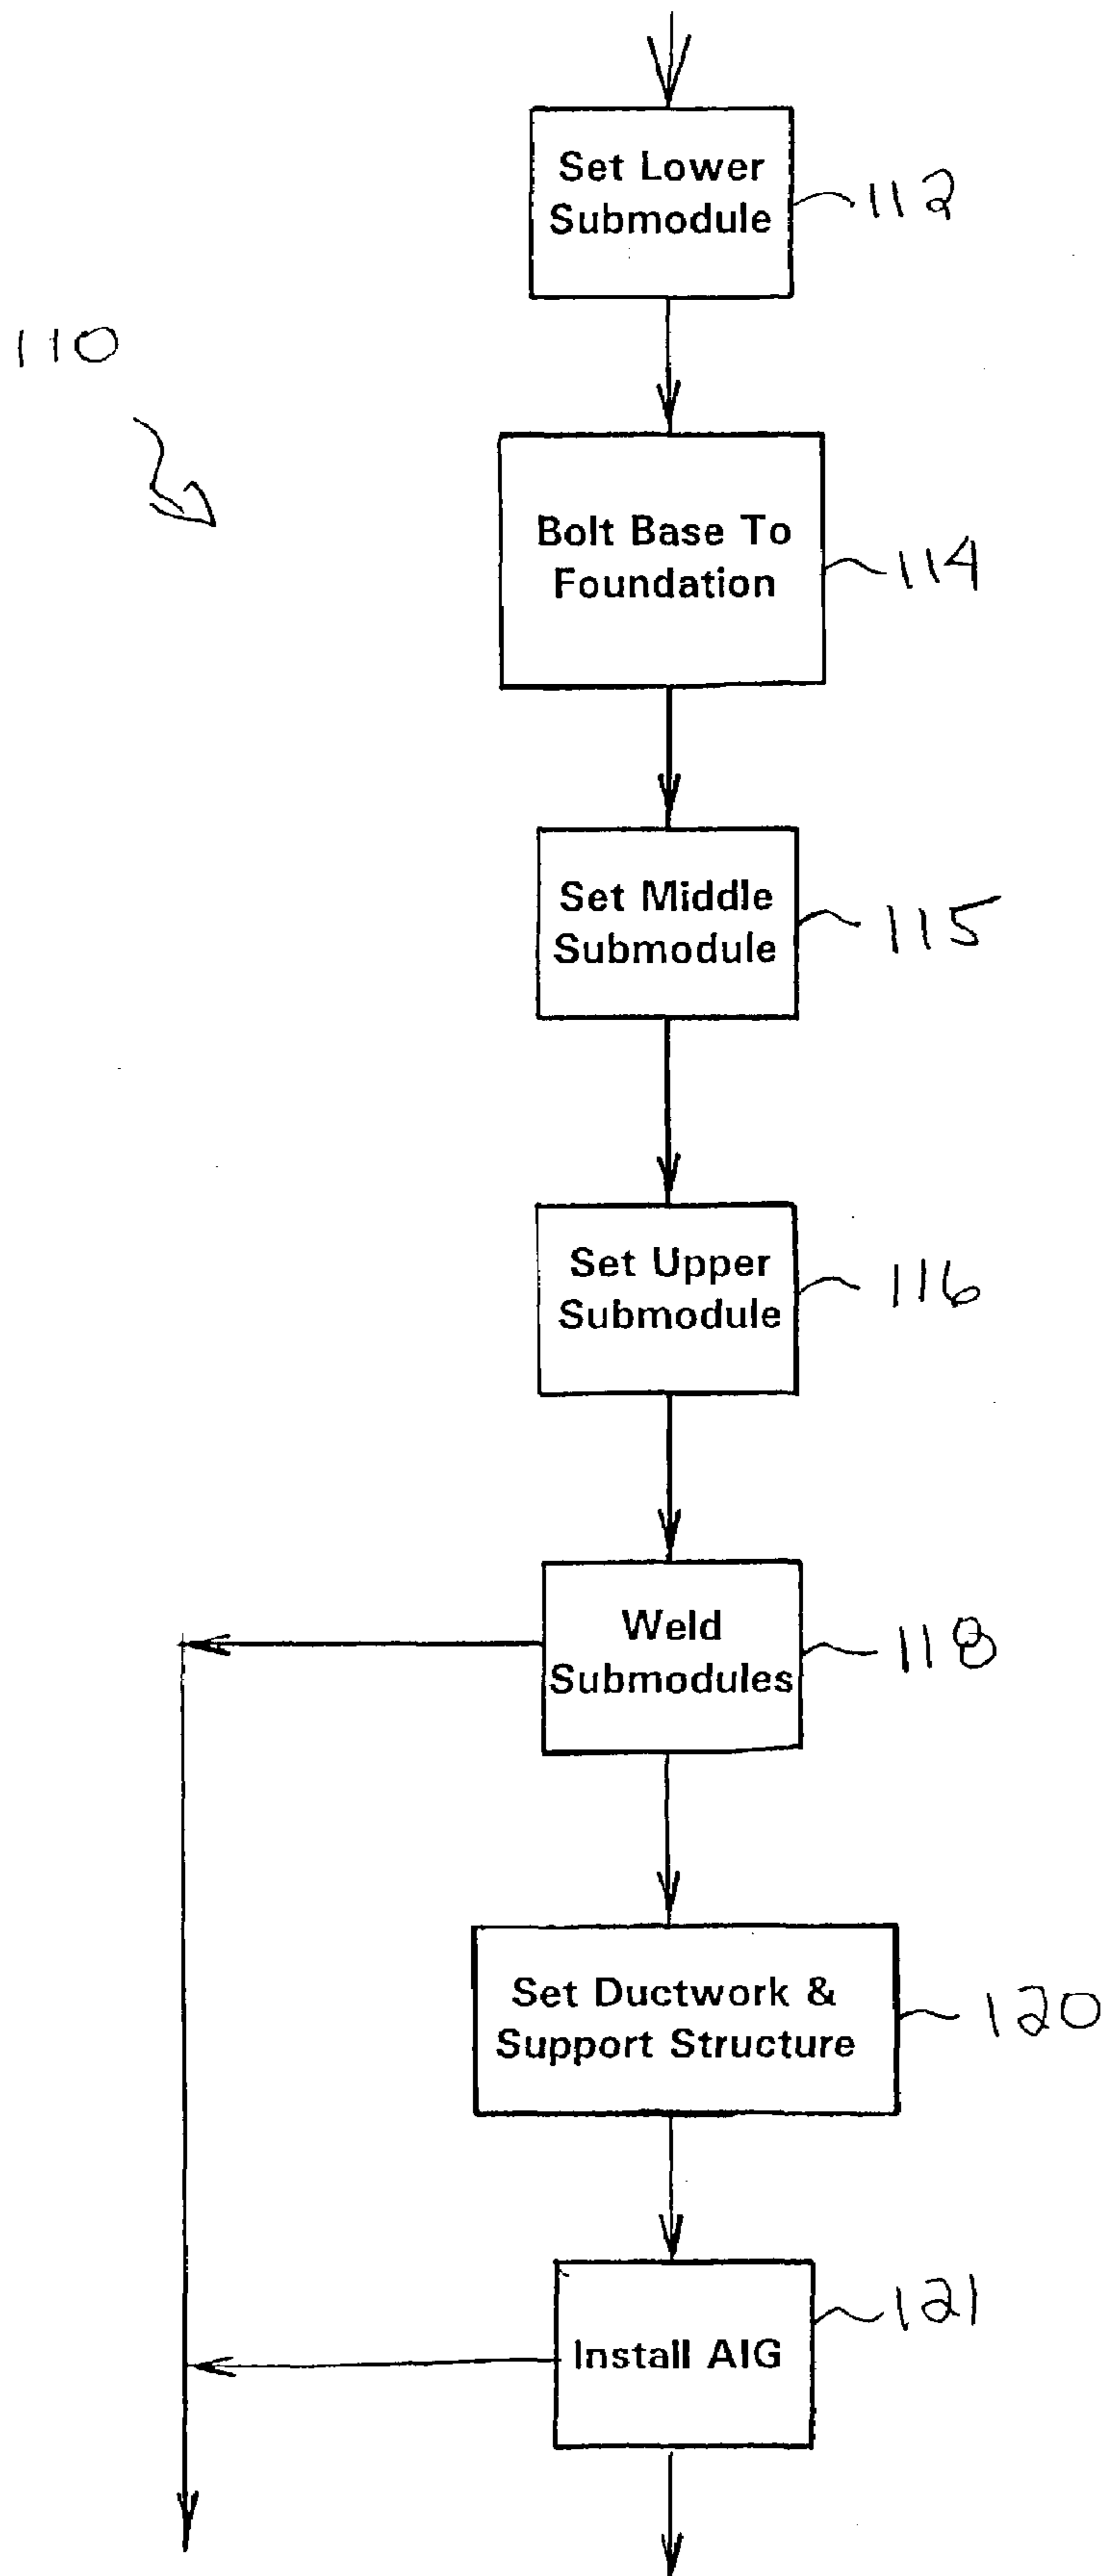 Set Lower
Submodule
112
110
Bolt Base To
Foundation
114
Set Middle
Submodule
115
Set Upper
Submodule
116
Weld
Submodules
118
Set Ductwork &
Support Structure
120
Install AIG
121